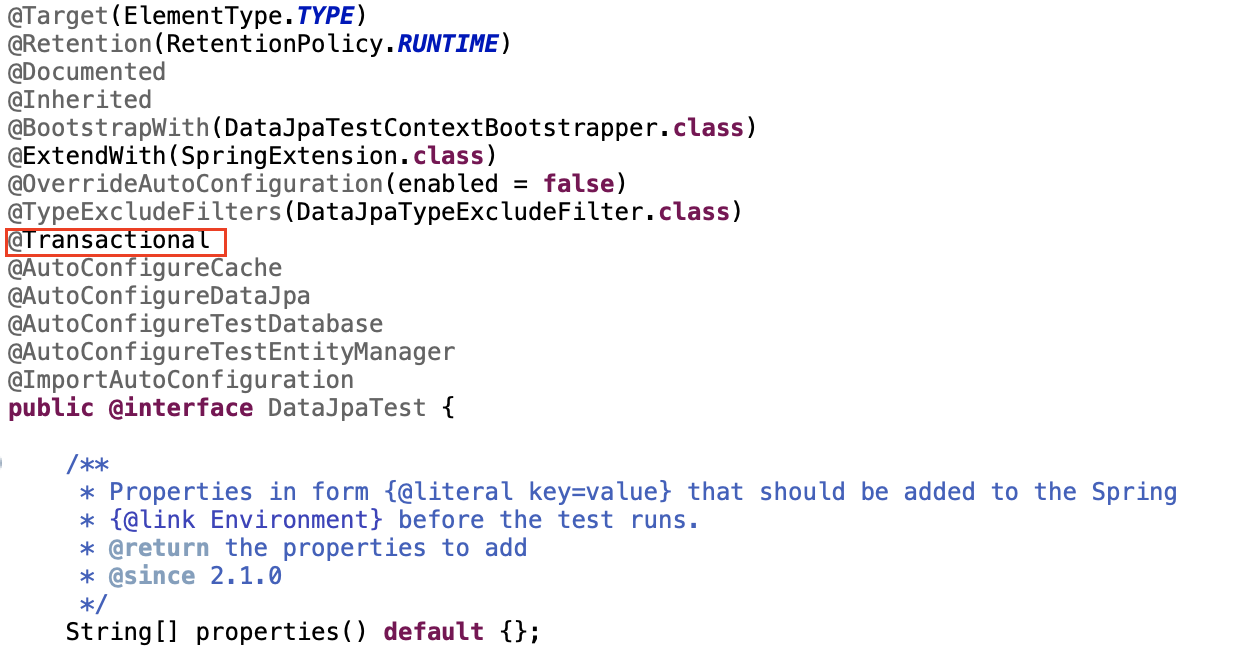 @Target(ElementType.TYPE)
@Retention(RetentionPolicy.RUNTIME)
@Documented
@Inherited
@BootstrapWith(DataJpaTestContextBootstrapper.class)
@ExtendWith(SpringExtension.class)
@OverrideAutoConfiguration(enabled = false)
@TypeExcludeFilters(DataJpaTypeExcludeFilter.class)
@Transactional
@AutoConfigureCache
@AutoConfigureDataJpa
@AutoConfigureTestDatabase
@AutoConfigureTestEntityManager
@ImportAutoConfiguration
public @interface DataJpaTest {
/**
* Properties in form {@literal key=value} that should be added to the Spring
* {@link Environment} before the test runs.
* @return the properties to add
* @since 2.1.0
*/
String[] properties() default {};